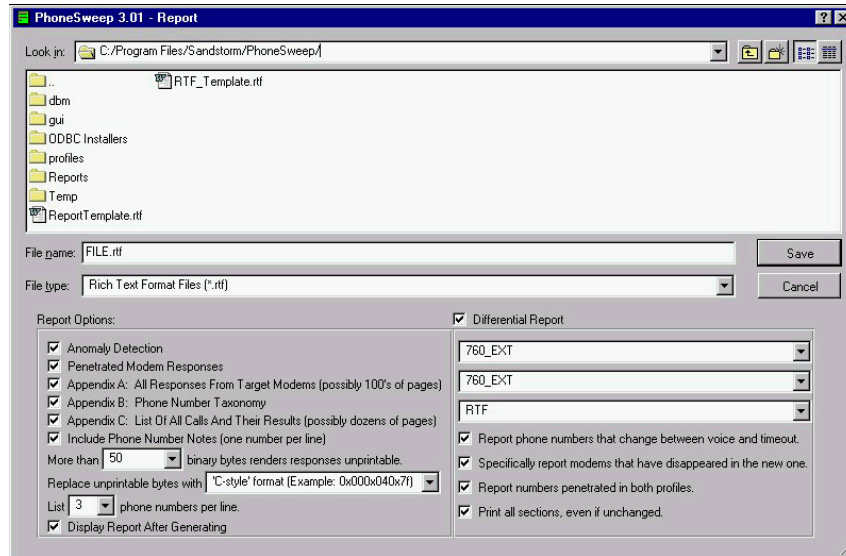 PhoneSweep 3.01 - Report
Look in: C:/Program Files/Sandstorm/PhoneSweep/
..
dbm
gui
ODBC Installers
profiles
Reports
Temp
ReportTemplate.rtf
RTF_Template.rtf
File name: FILE.rtf
Save
File type: Rich Text Format Files (*.rtf)
Cancel
Report Options:
Anomaly Detection
Penetrated Modem Responses
Appendix A: All Responses From Target Modems (possibly 100's of pages)
Appendix B: Phone Number Taxonomy
Appendix C: List Of All Calls And Their Results (possibly dozens of pages)
Include Phone Number Notes (one number per line)
More than 50 binary bytes renders responses unprintable.
Replace unprintable bytes with 'C-style' format (Example: 0x000x040x7f)
List 3 phone numbers per line.
Display Report After Generating
Differential Report
760_EXT
760_EXT
RTF
Report phone numbers that change between voice and timeout.
Specifically report modems that have disappeared in the new one.
Report numbers penetrated in both profiles.
Print all sections, even if unchanged.